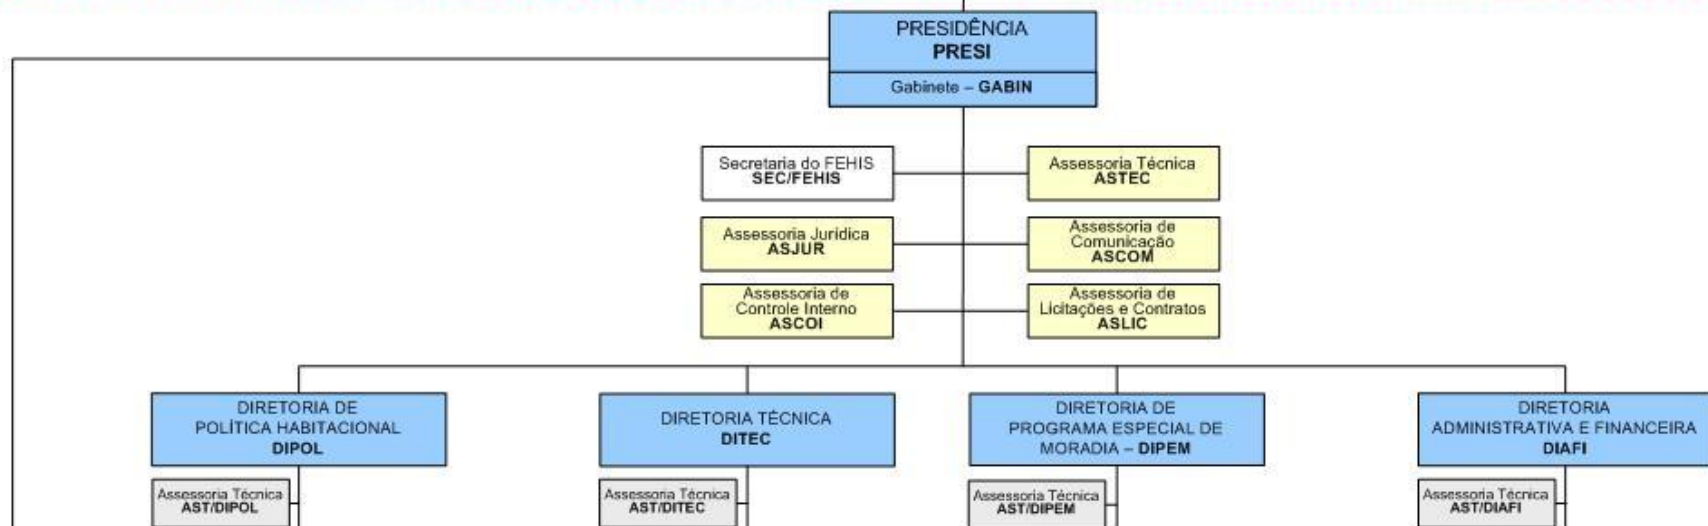 PRESIDÊNCIA
PRESI
Gabinete – GABIN
Secretaria do FEHIS
SEC/FEHIS
Assessoria Técnica
ASTEC
Assessoria Jurídica
ASJUR
Assessoria de
Comunicação
ASCOM
Assessoria de
Controle Interno
ASCOI
Assessoria de
Licitações e Contratos
ASLIC
DIRETORIA DE
POLÍTICA HABITACIONAL
DIPOL
DIRETORIA TÉCNICA
DITEC
DIRETORIA DE
PROGRAMA ESPECIAL DE
MORADIA – DIPEM
DIRETORIA
ADMINISTRATIVA E FINANCEIRA
DIAFI
Assessoria Técnica
AST/DIPOL
Assessoria Técnica
AST/DITEC
Assessoria Técnica
AST/DIPEM
Assessoria Técnica
AST/DIAFI